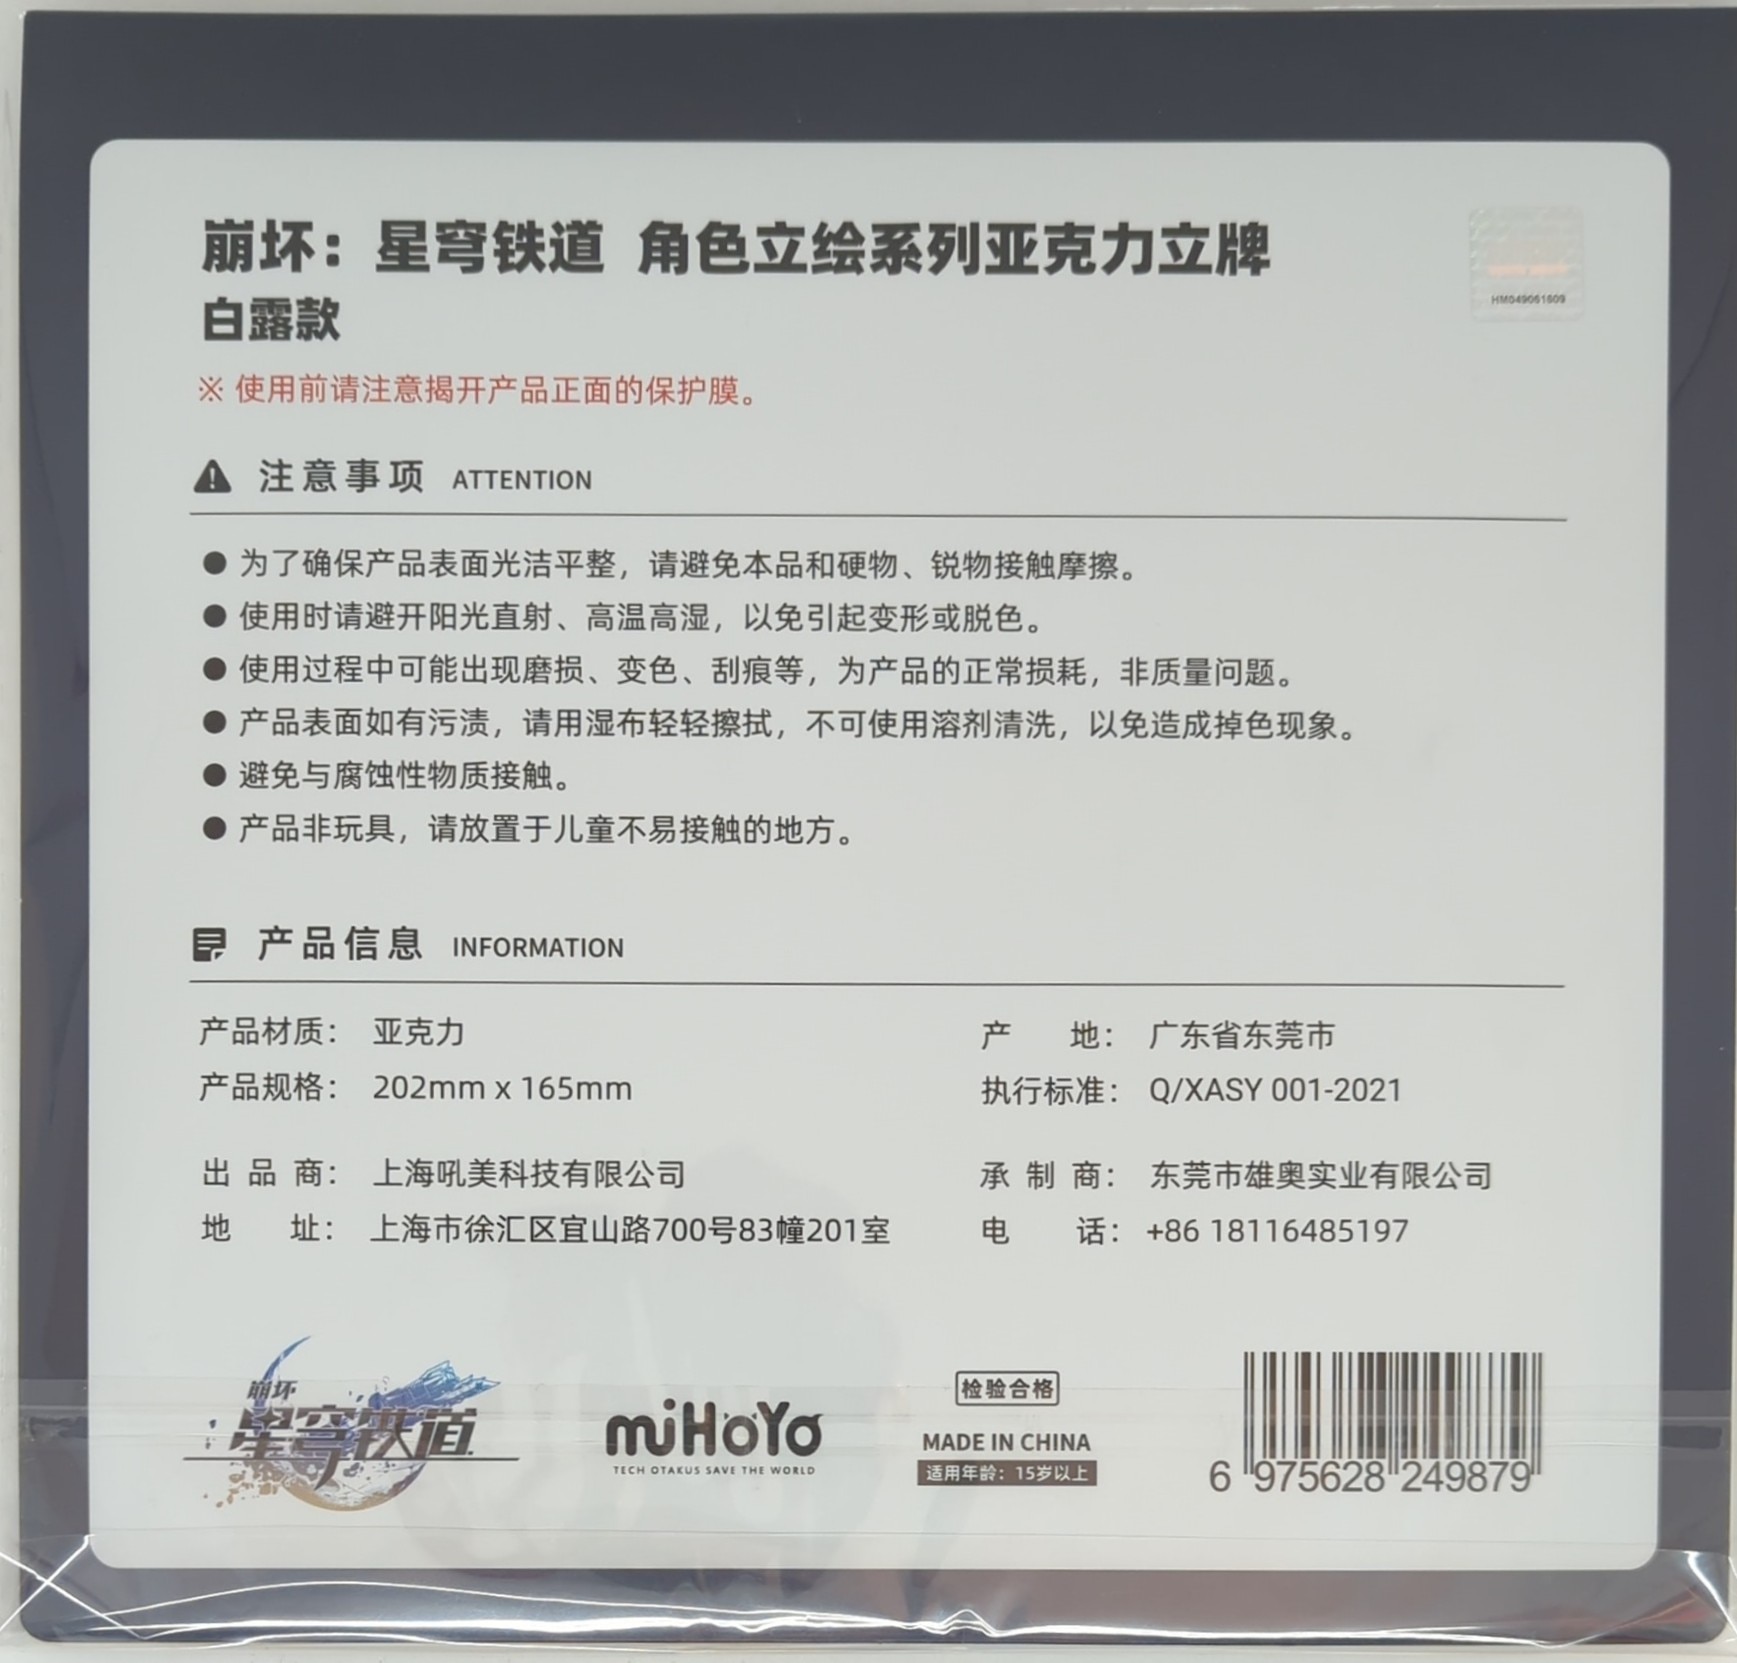 崩坏：星穹铁道 角色立绘系列亚克力立牌
HM049061609
白露款
※ 使用前请注意揭开产品正面的保护膜。
注意事项 ATTENTION
● 为了确保产品表面光洁平整，请避免本品和硬物、锐物接触摩擦。
● 使用时请避开阳光直射、高温高湿，以免引起变形或脱色。
● 使用过程中可能出现磨损、变色、刮痕等，为产品的正常损耗，非质量问题。
● 产品表面如有污渍，请用湿布轻轻擦拭，不可使用溶剂清洗，以免造成掉色现象。
● 避免与腐蚀性物质接触。
● 产品非玩具，请放置于儿童不易接触的地方。
产品信息 INFORMATION
产品材质： 亚克力
产品规格： 202mm x 165mm
产 地： 广东省东莞市
执行标准： Q/XASY 001-2021
出品商： 上海吼美科技有限公司
地 址： 上海市徐汇区宜山路700号83幢201室
承制商： 东莞市雄奥实业有限公司
电 话： +86 18116485197
崩坏
星穹铁道
miHoYo
TECH OTAKUS SAVE THE WORLD
检验合格
MADE IN CHINA
适用年龄：15岁以上
6 975628 249879